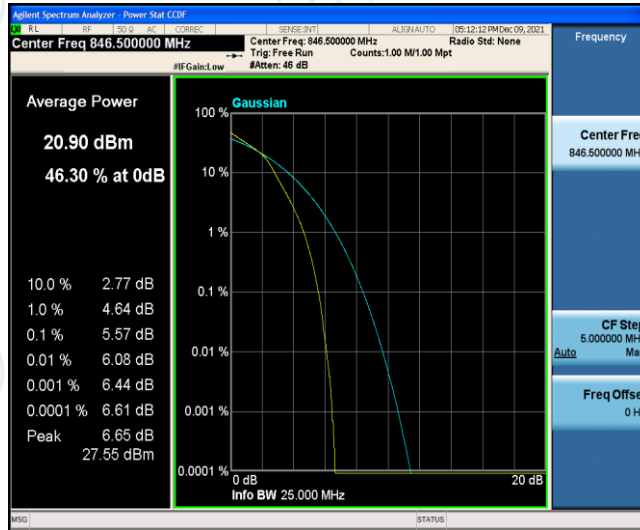 Agilent Spectrum Analyzer - Power Stat CCDF
RL RF 50 Ω AC CORREC SENSE:INT ALIGNAUTO 05:12:12 PM Dec 09, 2021
Center Freq 846.500000 MHz
Center Freq: 846.500000 MHz Radio Std: None
Trig: Free Run Counts:1.00 M/1.00 Mpt
#IFGain:Low #Atten: 46 dB
Frequency
Average Power
20.90 dBm
46.30 % at 0dB
10.0 % 2.77 dB
1.0 % 4.64 dB
0.1 % 5.57 dB
0.01 % 6.08 dB
0.001 % 6.44 dB
0.0001 % 6.61 dB
Peak 6.65 dB
27.55 dBm
Gaussian
100 %
10 %
1 %
0.1 %
0.01 %
0.001 %
0.0001 %
0 dB 20 dB
Info BW 25.000 MHz
Center Fre
846.500000 MH
CF Step
5.000000 MH
Auto Ma
Freq Offse
0 H
MSG STATUS